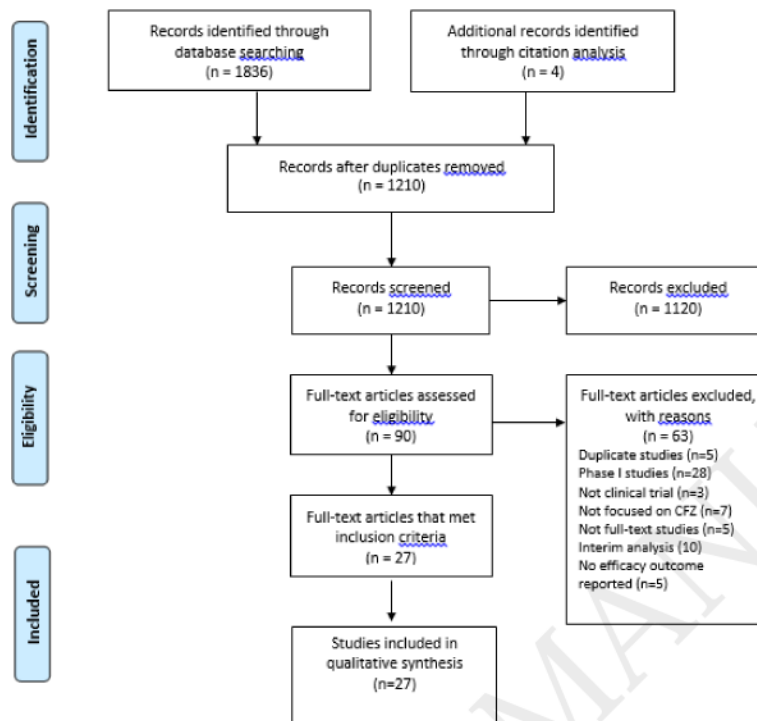 Identification
Records identified through
database searching
(n = 1836)
Additional records identified
through citation analysis
(n = 4)
Records after duplicates removed
(n = 1210)
Screening
Records screened
(n = 1210)
Records excluded
(n = 1120)
Eligibility
Full-text articles assessed
for eligibility
(n = 90)
Full-text articles excluded,
with reasons
(n = 63)
Duplicate studies (n=5)
Phase I studies (n=28)
Not clinical trial (n=3)
Not focused on CFZ (n=7)
Not full-text studies (n=5)
Interim analysis (10)
No efficacy outcome
reported (n=5)
Full-text articles that met
inclusion criteria
(n = 27)
Included
Studies included in
qualitative synthesis
(n=27)
MAN